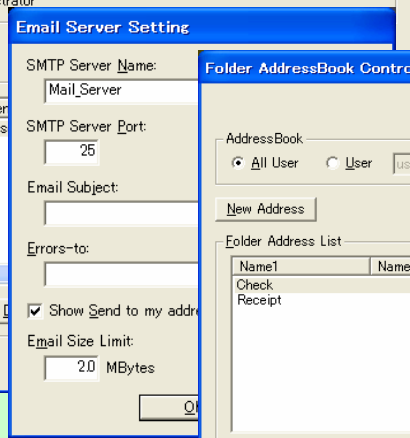 Email Server Setting
SMTP Server Name:
Mail_Server
SMTP Server Port:
25
Email Subject:
Errors-to:
Show Send to my addre
Email Size Limit:
2.0 MBytes
Folder AddressBook Contro
AddressBook
All User User us
New Address
Folder Address List
Name1 Name
Check
Receipt